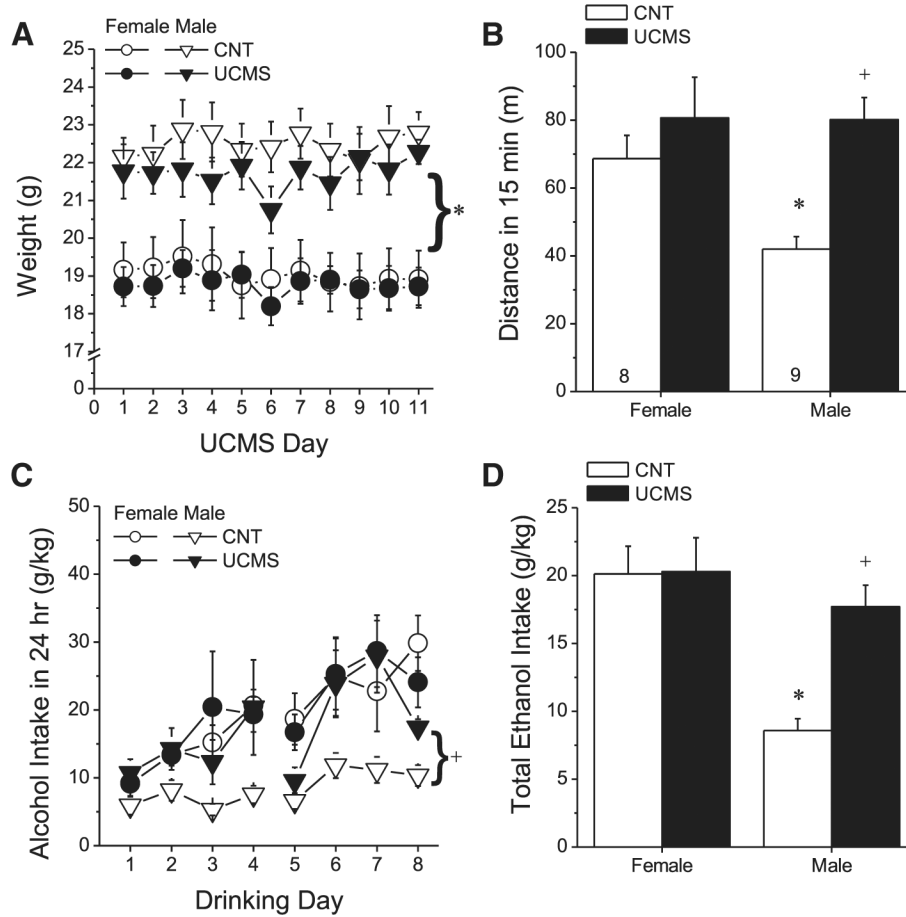 A
Female Male
CNT
UCMS
25
24
23
22
21
20
19
18
17
0
Weight (g)
*
0 1 2 3 4 5 6 7 8 9 10 11
UCMS Day
B
CNT
UCMS
100
80
60
40
20
0
Distance in 15 min (m)
+
*
8
9
Female Male
C
Female Male
CNT
UCMS
50
40
30
20
10
0
Alcohol Intake in 24 hr (g/kg)
+
1 2 3 4 5 6 7 8
Drinking Day
D
CNT
UCMS
25
20
15
10
5
0
Total Ethanol Intake (g/kg)
+
*
Female Male